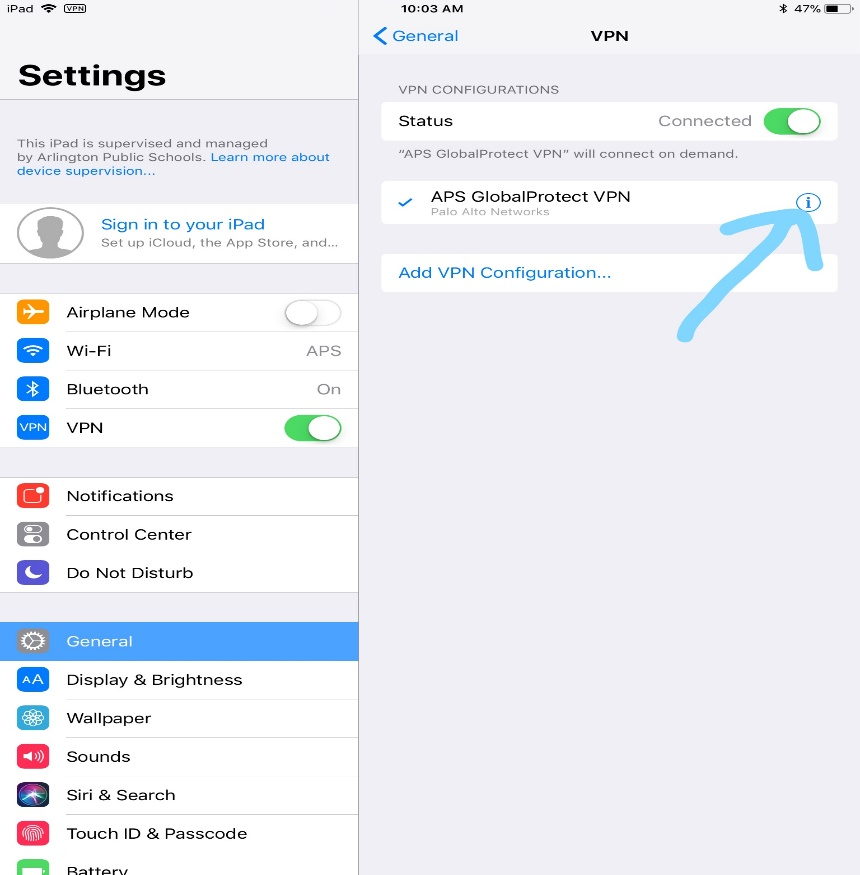 iPad VPN 10:03 AM 47%
Settings
This iPad is supervised and managed
by Arlington Public Schools. Learn more about
device supervision...
Sign in to your iPad
Set up iCloud, the App Store, and...
Airplane Mode
Wi-Fi APS
Bluetooth On
VPN VPN
Notifications
Control Center
Do Not Disturb
General
AA Display & Brightness
Wallpaper
Sounds
Siri & Search
Touch ID & Passcode
Battery
General VPN
VPN CONFIGURATIONS
Status Connected
“APS GlobalProtect VPN” will connect on demand.
APS GlobalProtect VPN
Palo Alto Networks
Add VPN Configuration...